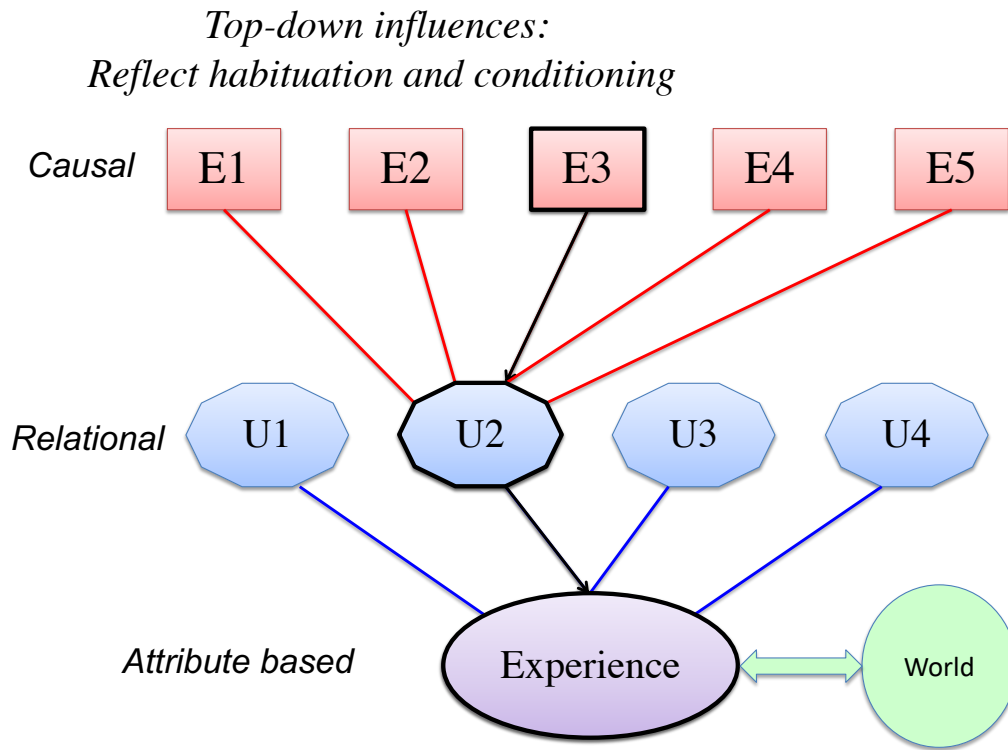 Top-down influences:
Reflect habituation and conditioning
Causal E1 E2 E3 E4 E5
Relational U1 U2 U3 U4
Attribute based Experience World